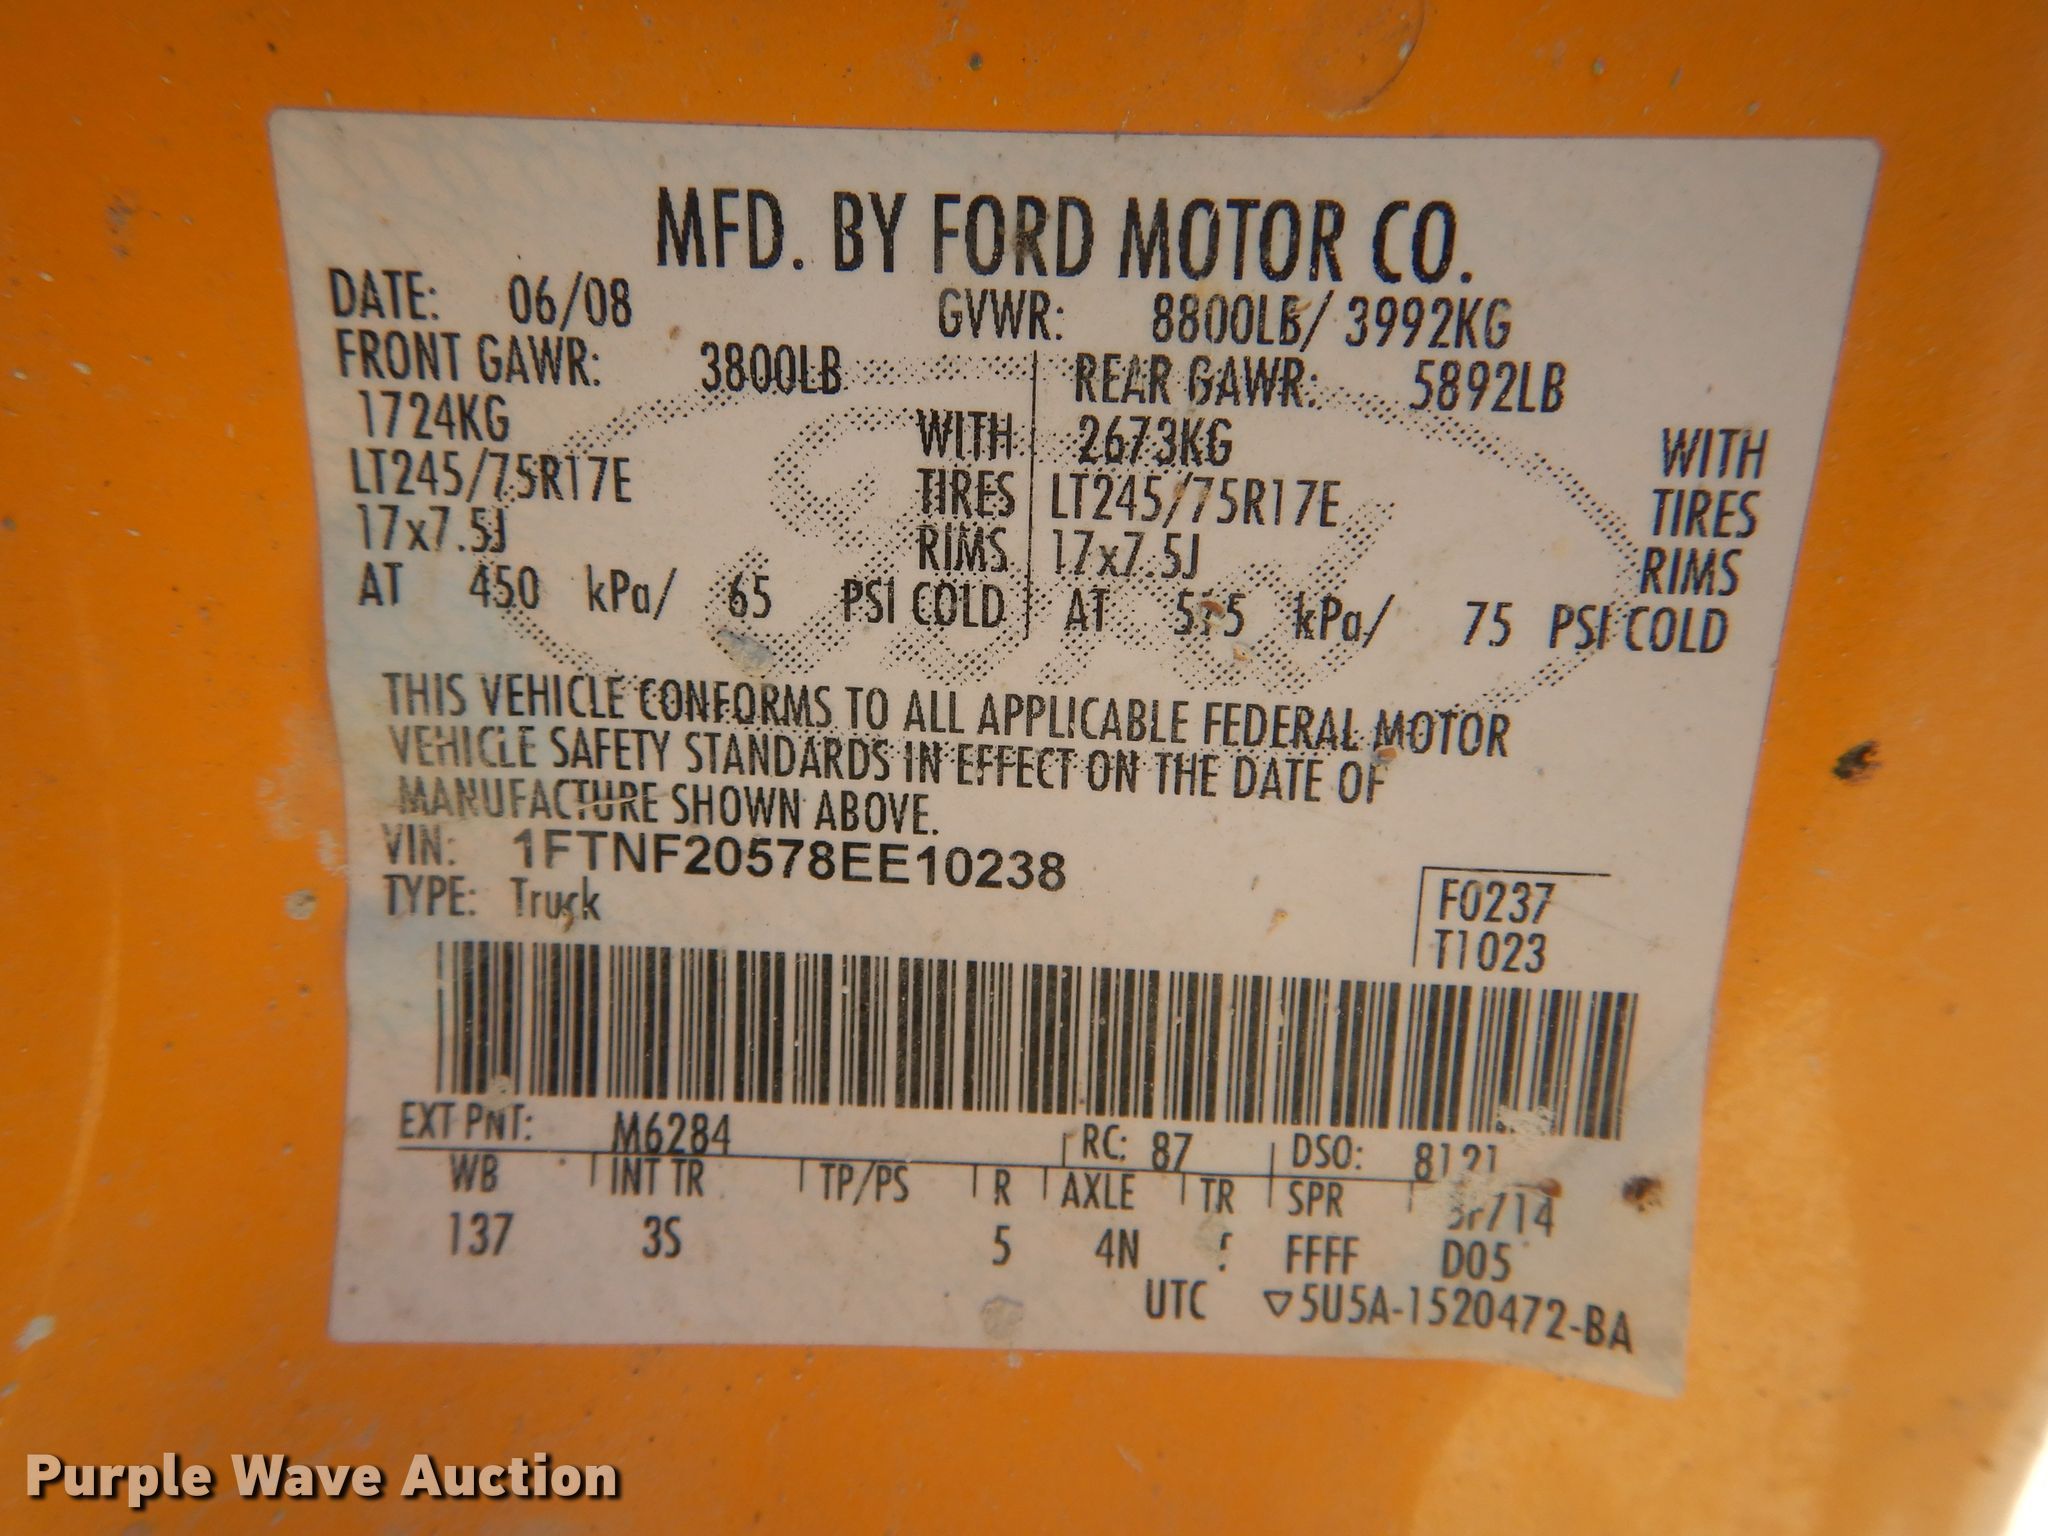 MFD. BY FORD MOTOR CO.
DATE: 06/08 GVWR: 8800LB/ 3992KG
FRONT GAWR: 3800LB REAR GAWR: 5892LB
1724KG WITH 2673KG WITH
LT245/75R17E TIRES LT245/75R17E TIRES
17x7.5J RIMS 17x7.5J RIMS
AT 450 kPa/ 65 PSI COLD AT kPa/ 75 PSI COLD
THIS VEHICLE CONFORMS TO ALL APPLICABLE FEDERAL MOTOR
VEHICLE SAFETY STANDARDS IN EFFECT ON THE DATE OF
MANUFACTURE SHOWN ABOVE.
VIN: 1FTNF20578EE10238
TYPE: Truck
F0237
T1023
EXT PNT: M6284 RC: 87 DSO:
WB INT TR TP/PS R AXLE TR SPR
137 3S 5 4N FFFF D05
UTC ▽5U5A-1520472-BA
Purple Wave Auction